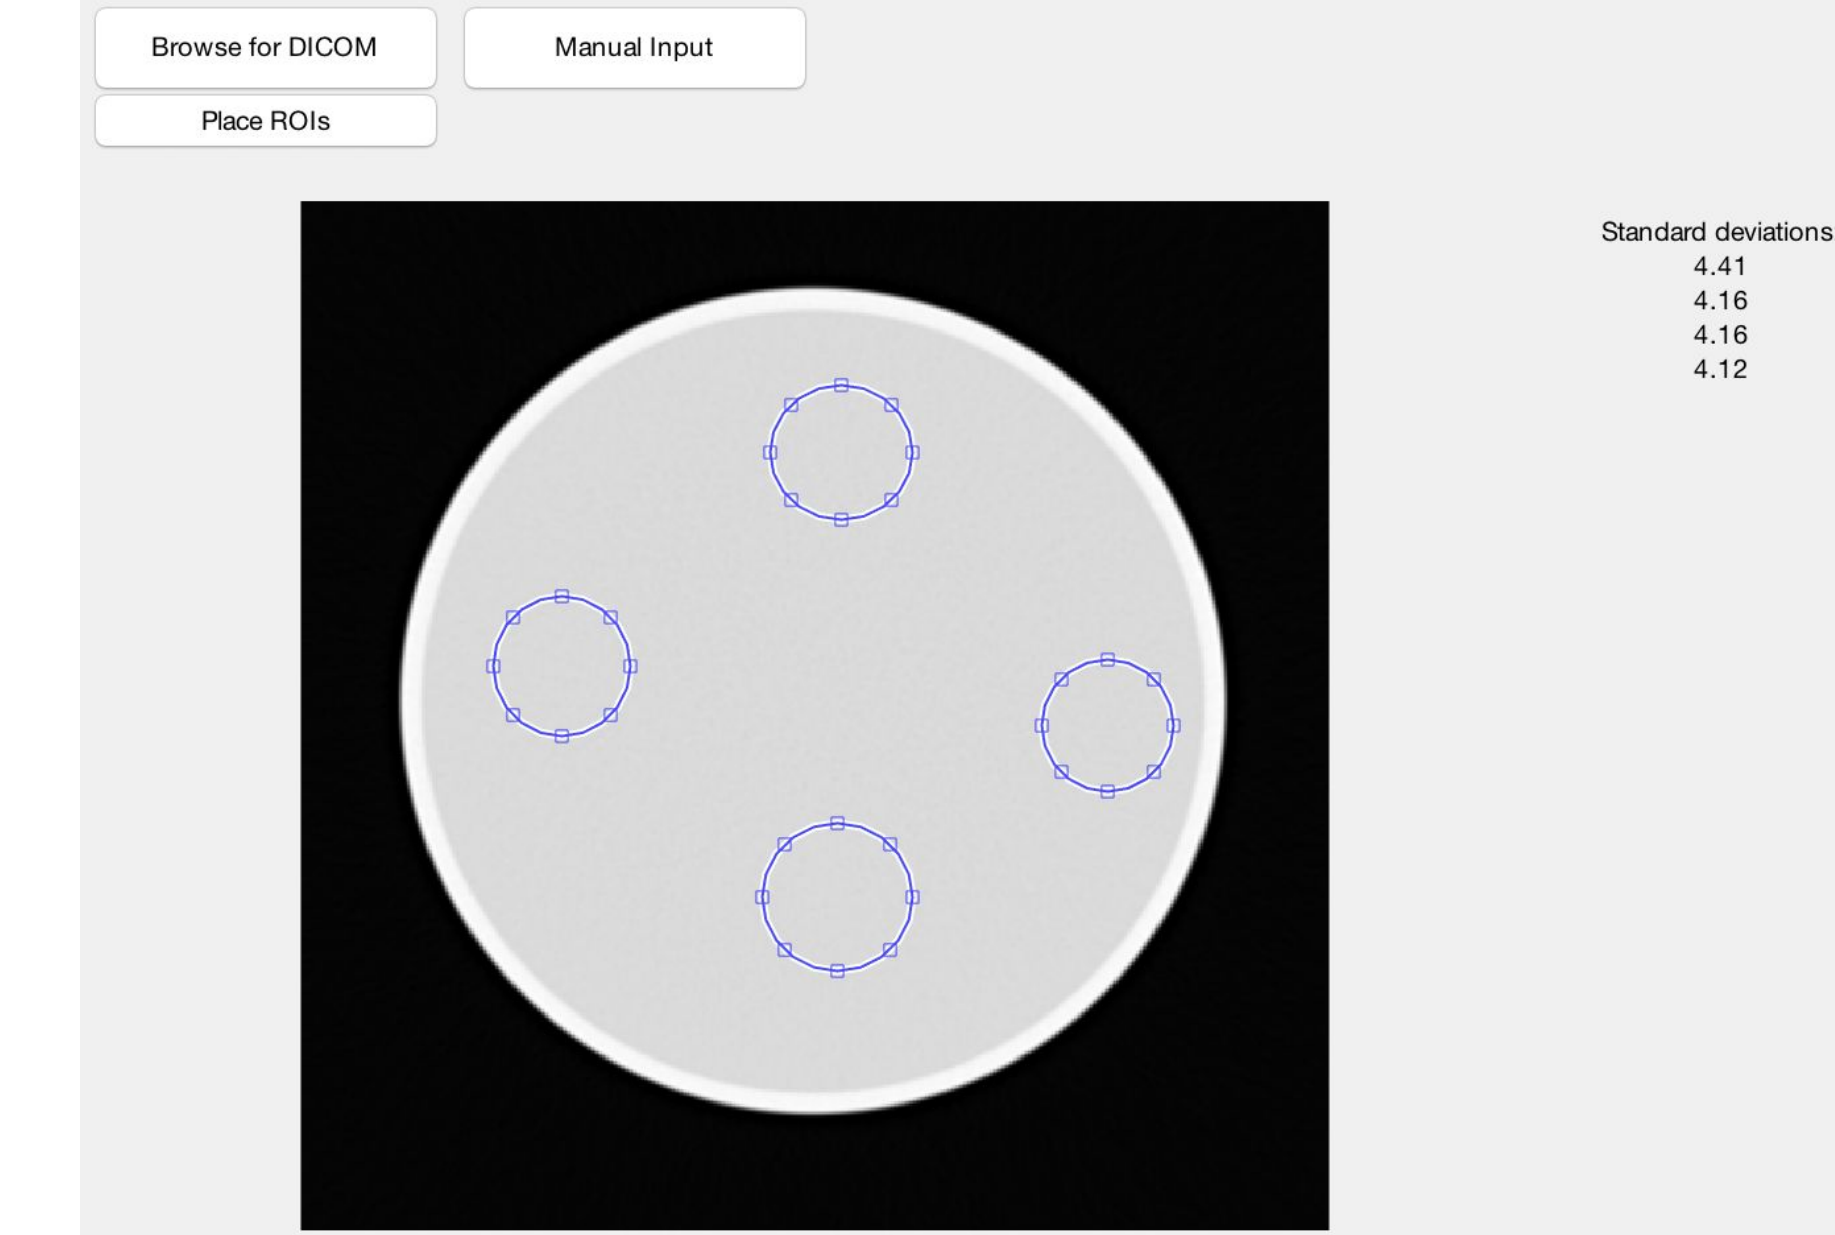 Browse for DICOM
Manual Input
Place ROIs
Standard deviations
4.41
4.16
4.16
4.12